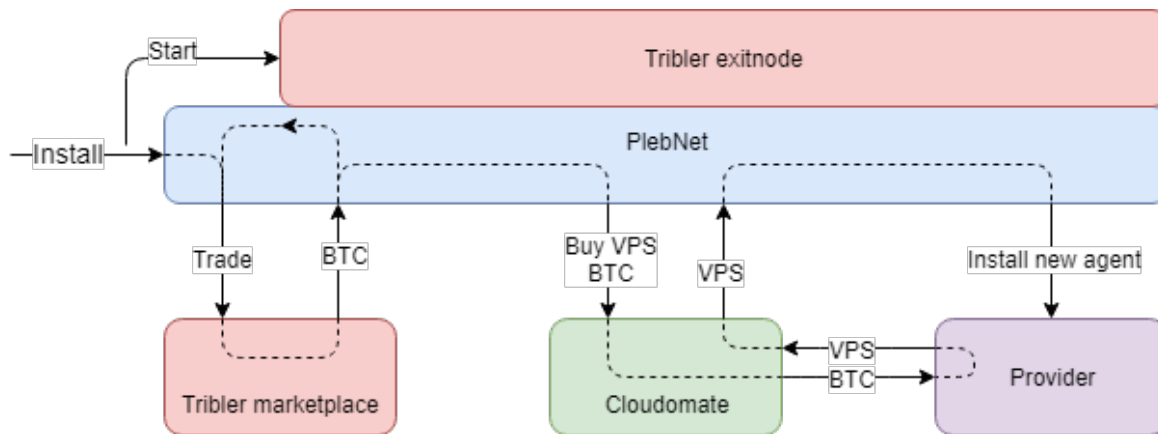 Start
Tribler exitnode
Install
PlebNet
Trade
BTC
Buy VPS
BTC
VPS
Install new agent
Tribler marketplace
Cloudomate
VPS
BTC
Provider